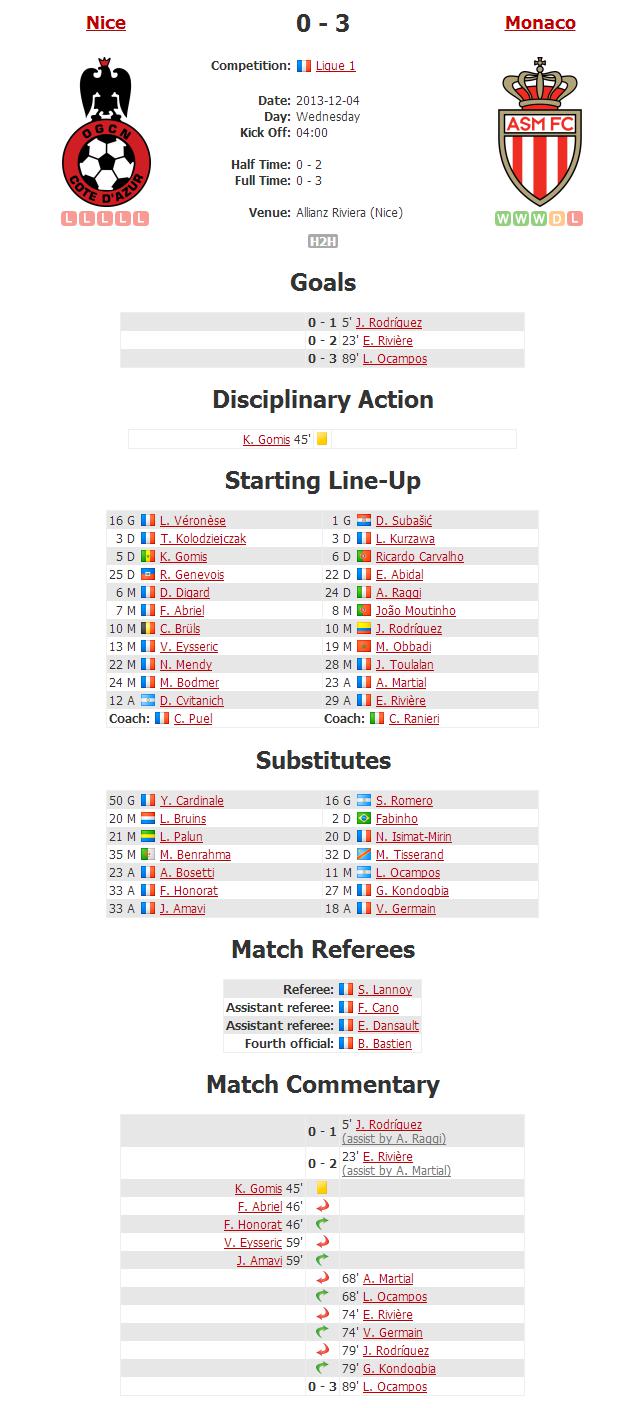 Nice 0 - 3 Monaco
Competition: Ligue 1
OGCN
COTE D'AZUR
ASM FC
Date: 2013-12-04
Day: Wednesday
Kick Off: 04:00
Half Time: 0 - 2
Full Time: 0 - 3
Venue: Allianz Riviera (Nice)
L L L L L
W W W D L
H2H
Goals
0 - 1 5' J. Rodríguez
0 - 2 23' E. Rivière
0 - 3 89' L. Ocampos
Disciplinary Action
K. Gomis 45'
Starting Line-Up
16 G L. Véronèse 1 G D. Subašić
3 D T. Kolodziejczak 3 D L. Kurzawa
5 D K. Gomis 6 D Ricardo Carvalho
25 D R. Genevois 22 D E. Abidal
6 M D. Digard 24 D A. Raggi
7 M F. Abriel 8 M João Moutinho
10 M C. Brüls 10 M J. Rodríguez
13 M V. Eysseric 19 M M. Obbadi
22 M N. Mendy 28 M J. Toulalan
24 M M. Bodmer 23 A A. Martial
12 A D. Cvitanich 29 A E. Rivière
Coach: C. Puel Coach: C. Ranieri
Substitutes
50 G Y. Cardinale 16 G S. Romero
20 M L. Bruins 2 D Fabinho
21 M L. Palun 20 D N. Isimat-Mirin
35 M M. Benrahma 32 D M. Tisserand
23 A A. Bosetti 11 M L. Ocampos
33 A F. Honorat 27 M G. Kondogbia
33 A J. Amavi 18 A V. Germain
Match Referees
Referee: S. Lannoy
Assistant referee: F. Cano
Assistant referee: E. Dansault
Fourth official: B. Bastien
Match Commentary
0 - 1 5' J. Rodríguez
(assist by A. Raggi)
0 - 2 23' E. Rivière
(assist by A. Martial)
K. Gomis 45'
F. Abriel 46'
F. Honorat 46'
V. Eysseric 59'
J. Amavi 59'
68' A. Martial
68' L. Ocampos
74' E. Rivière
74' V. Germain
79' J. Rodríguez
79' G. Kondogbia
0 - 3 89' L. Ocampos